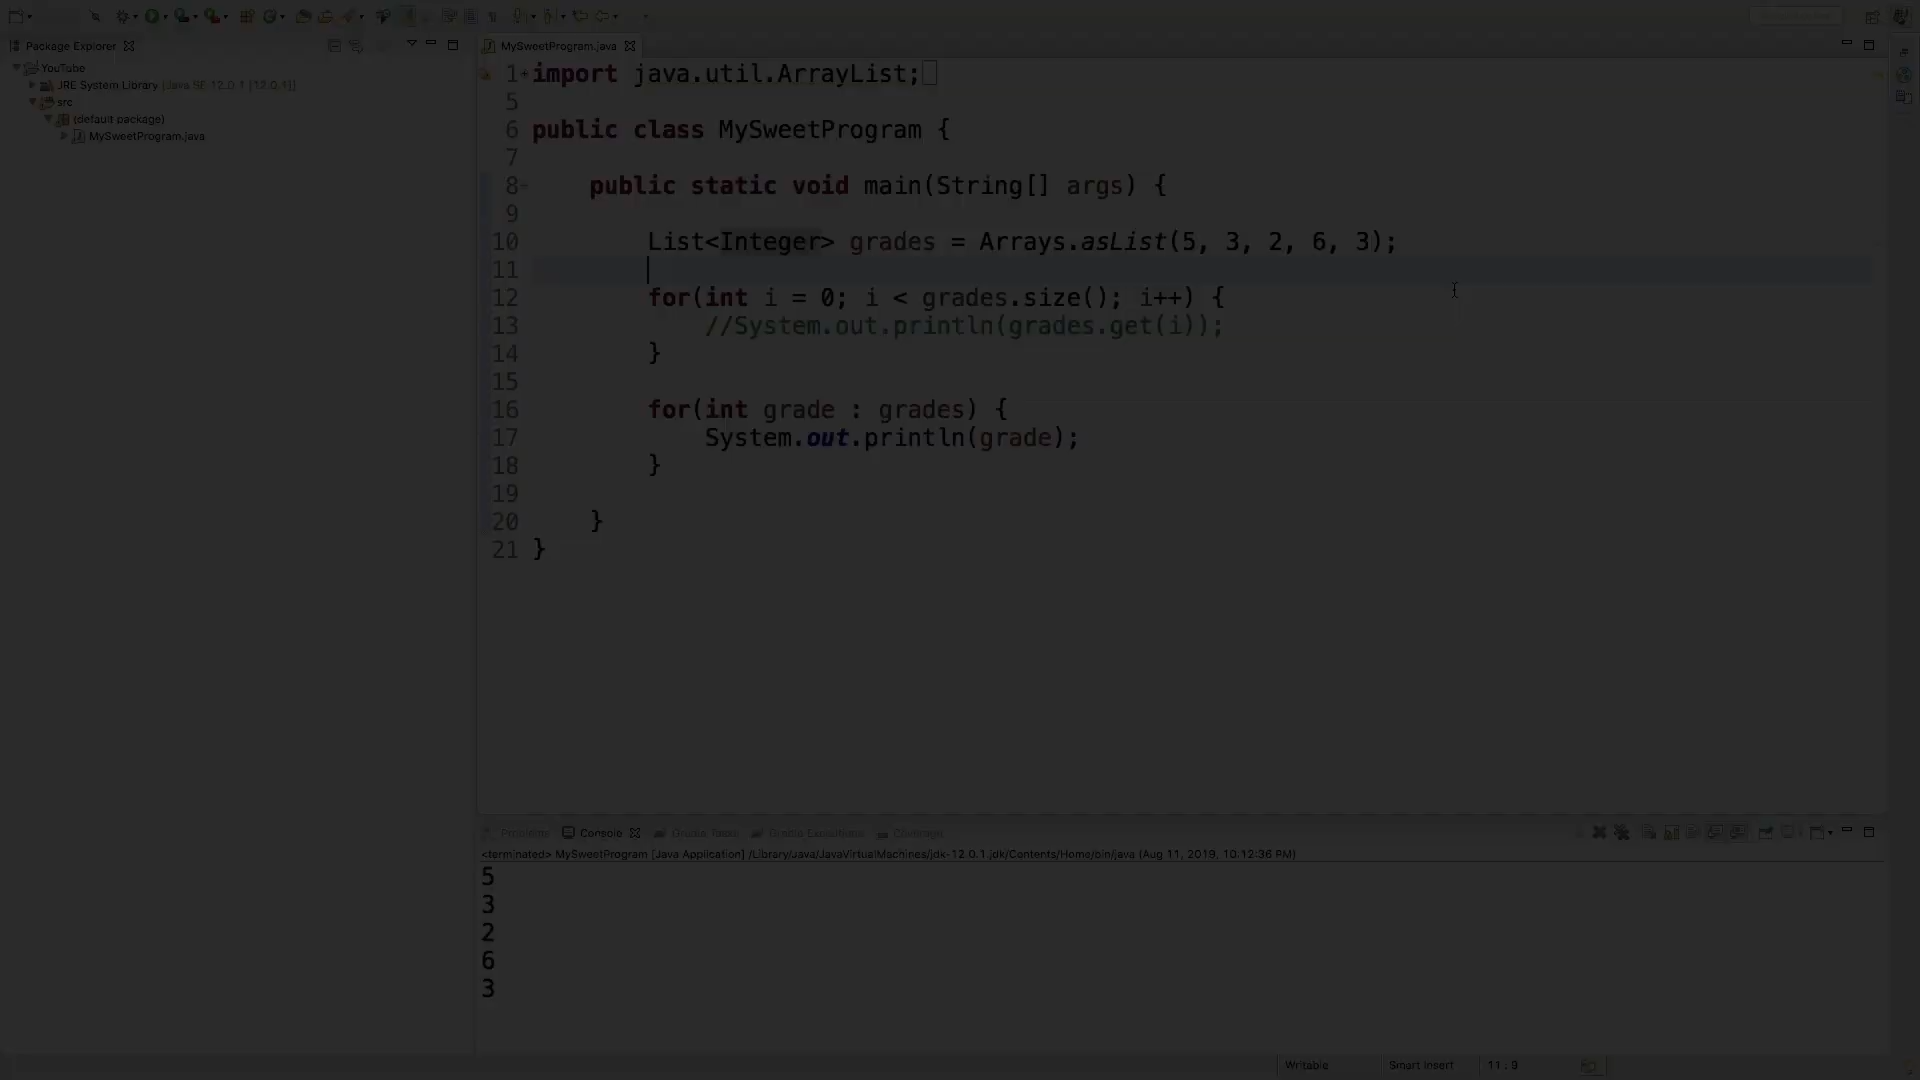 Package Explorer
YouTube
JRE System Library [Java SE-12.0.1 [12.0.1]]
src
(default package)
MySweetProgram.java
MySweetProgram.java
1 import java.util.ArrayList;
5
6 public class MySweetProgram {
7
8 public static void main(String[] args) {
9
10 List<Integer> grades = Arrays.asList(5, 3, 2, 6, 3);
11
12 for(int i = 0; i < grades.size(); i++) {
13 //System.out.println(grades.get(i));
14 }
15
16 for(int grade : grades) {
17 System.out.println(grade);
18 }
19
20 }
21 }
Problems Console Gradle Tasks Gradle Executions Coverage
<terminated> MySweetProgram [Java Application] /Library/Java/JavaVirtualMachines/jdk-12.0.1.jdk/Contents/Home/bin/java (Aug 11, 2019, 10:12:36 PM)
5
3
2
6
3
Writable Smart Insert 11 : 9